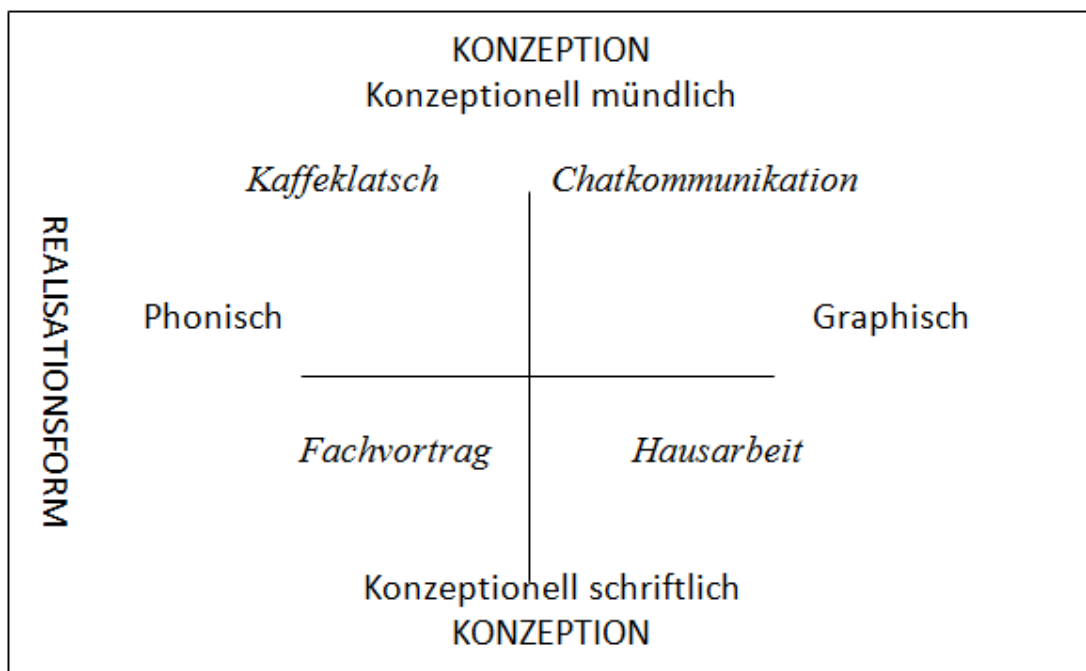 KONZEPTION
Konzeptionell mündlich
Kaffeklatsch
Chatkommunikation
REALISATIONSFORM
Phonisch
Graphisch
Fachvortrag
Hausarbeit
Konzeptionell schriftlich
KONZEPTION